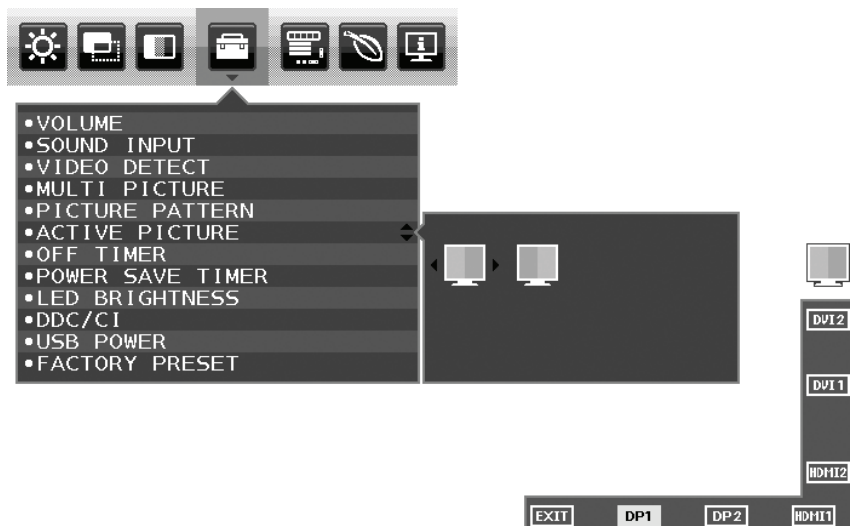 •VOLUME
•SOUND INPUT
•VIDEO DETECT
•MULTI PICTURE
•PICTURE PATTERN
•ACTIVE PICTURE
•OFF TIMER
•POWER SAVE TIMER
•LED BRIGHTNESS
•DDC/CI
•USB POWER
•FACTORY PRESET
DVI2
DVI1
HDMI2
EXIT DP1 DP2 HDMI1